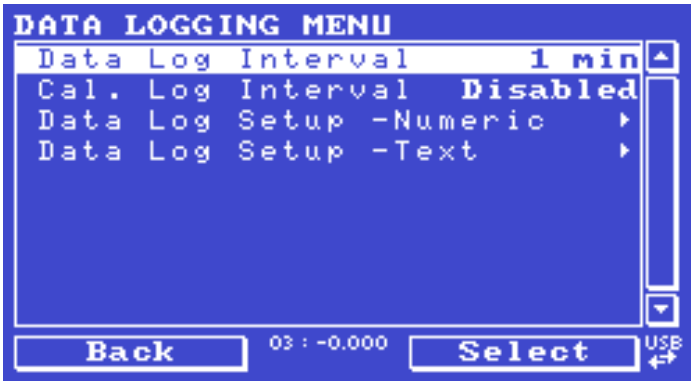 DATA LOGGING MENU
Data Log Interval 1 min
Cal. Log Interval Disabled
Data Log Setup -Numeric
Data Log Setup -Text
Back 03:-0.000 Select USB